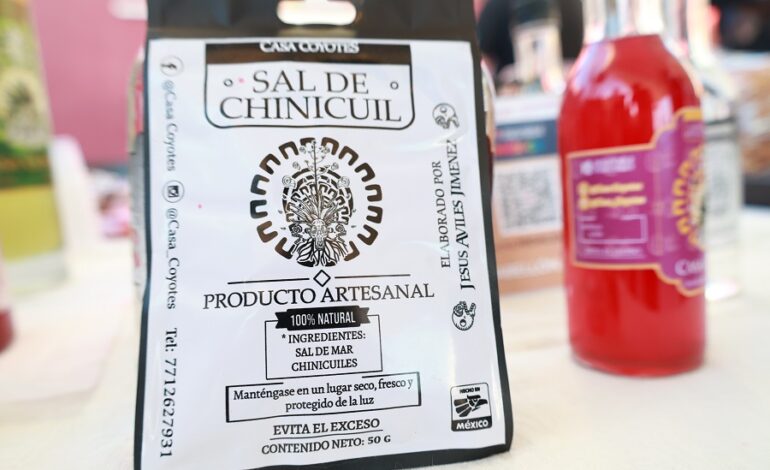 CASA COYOTES
SAL DE
CHINICUIL
@Casa Coyotes
@Casa_Coyotes
Tel: 7712627931
ELABORADO POR
JESUS AVILES JIMENEZ
PRODUCTO ARTESANAL
100% NATURAL
* INGREDIENTES:
SAL DE MAR
CHINICUILES
Manténgase en un lugar seco, fresco y
protegido de la luz
EVITA EL EXCESO
CONTENIDO NETO: 50 G
HECHO EN
MÉXICO